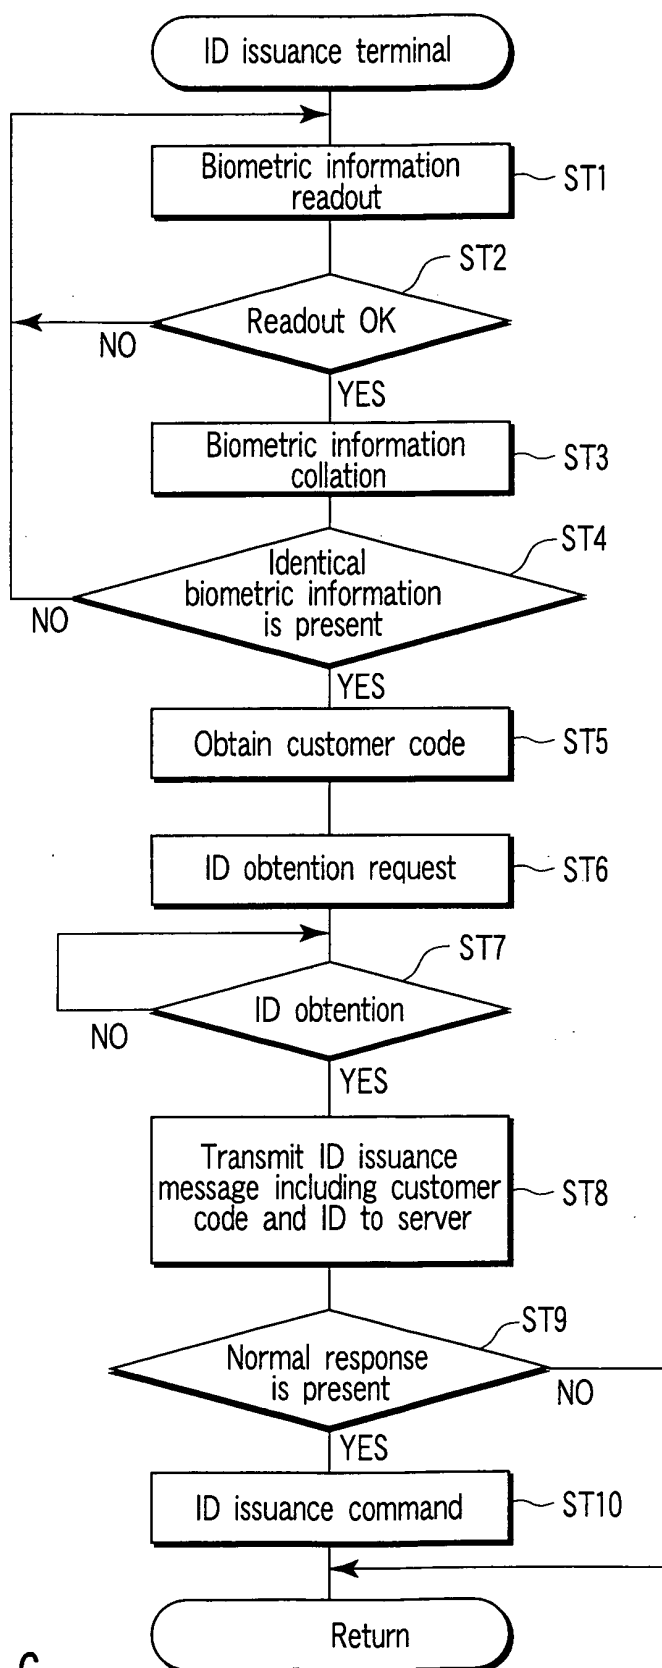 ID issuance terminal
Biometric information
readout
ST1
ST2
Readout OK
NO
YES
Biometric information
collation
ST3
ST4
Identical
biometric information
is present
NO
YES
Obtain customer code
ST5
ID obtention request
ST6
ST7
ID obtention
NO
YES
Transmit ID issuance
message including customer
code and ID to server
ST8
ST9
Normal response
is present
NO
YES
ID issuance command
ST10
Return